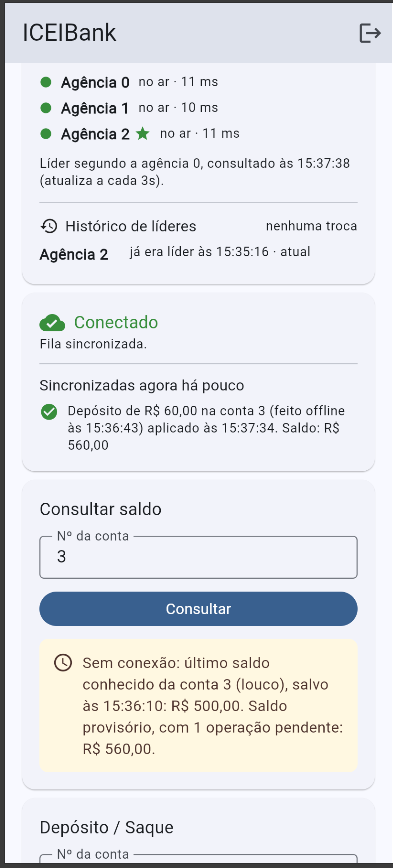 ICEIBank
Agência 0 no ar · 11 ms
Agência 1 no ar · 10 ms
Agência 2 ★ no ar · 11 ms
Líder segundo a agência 0, consultado às 15:37:38
(atualiza a cada 3s).
Histórico de líderes nenhuma troca
Agência 2 já era líder às 15:35:16 · atual
Conectado
Fila sincronizada.
Sincronizadas agora há pouco
Depósito de R$ 60,00 na conta 3 (feito offline
às 15:36:43) aplicado às 15:37:34. Saldo: R$
560,00
Consultar saldo
Nº da conta
3
Consultar
Sem conexão: último saldo
conhecido da conta 3 (louco), salvo
às 15:36:10: R$ 500,00. Saldo
provisório, com 1 operação pendente:
R$ 560,00.
Depósito / Saque
Nº da conta